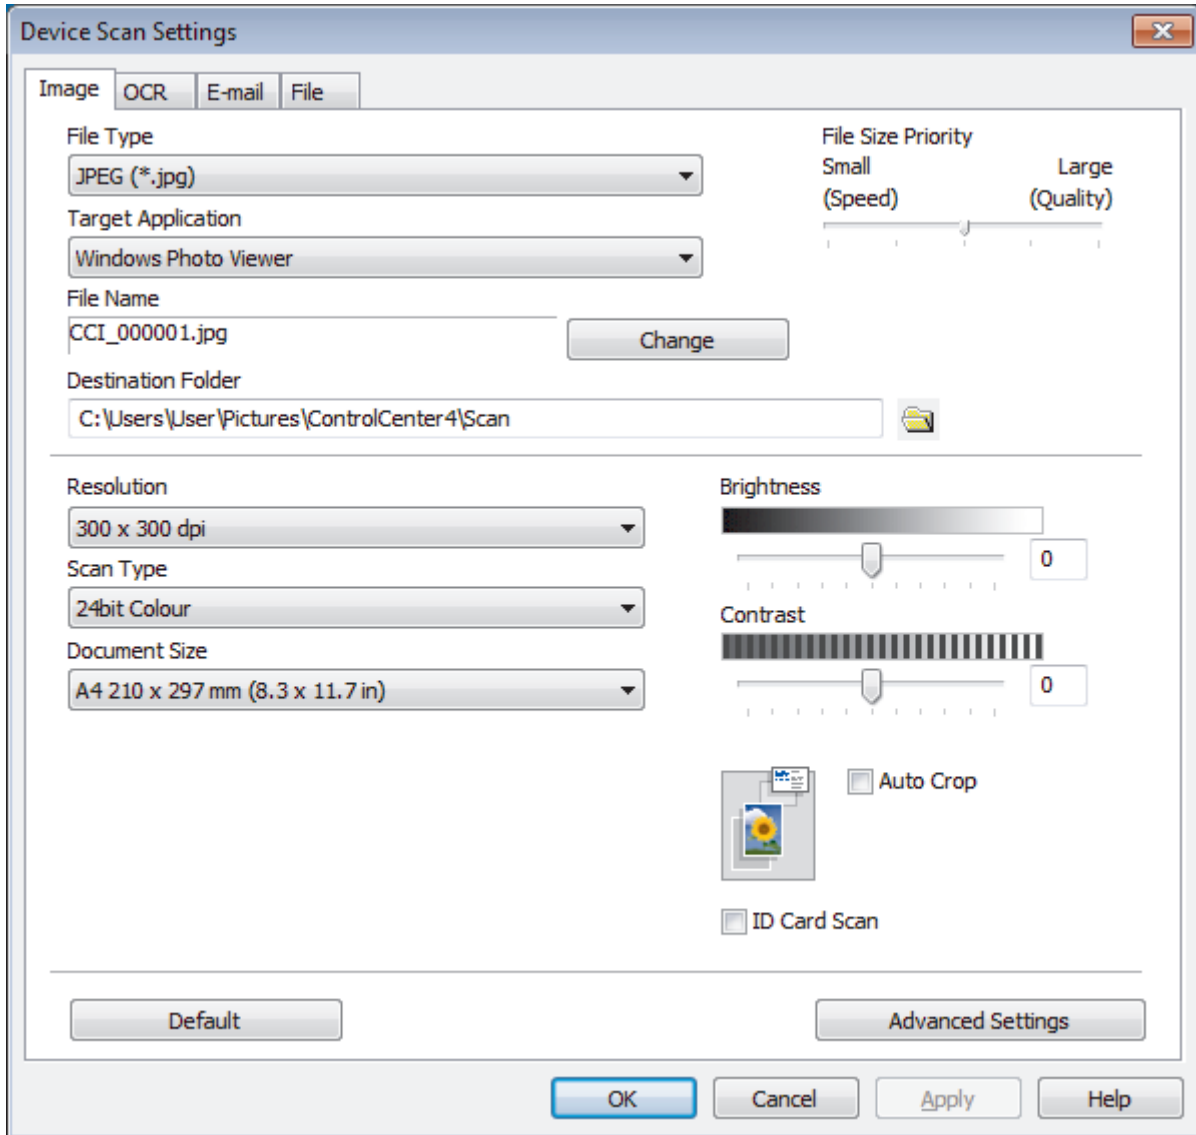 Device Scan Settings
Image OCR E-mail File
File Type
JPEG (*.jpg)
Target Application
Windows Photo Viewer
File Name
CCI_000001.jpg
Change
Destination Folder
C:\Users\User\Pictures\ControlCenter4\Scan
File Size Priority
Small Large
(Speed) (Quality)
Resolution
300 x 300 dpi
Scan Type
24bit Colour
Document Size
A4 210 x 297 mm (8.3 x 11.7 in)
Brightness
0
Contrast
0
Auto Crop
ID Card Scan
Default Advanced Settings
OK Cancel Apply Help